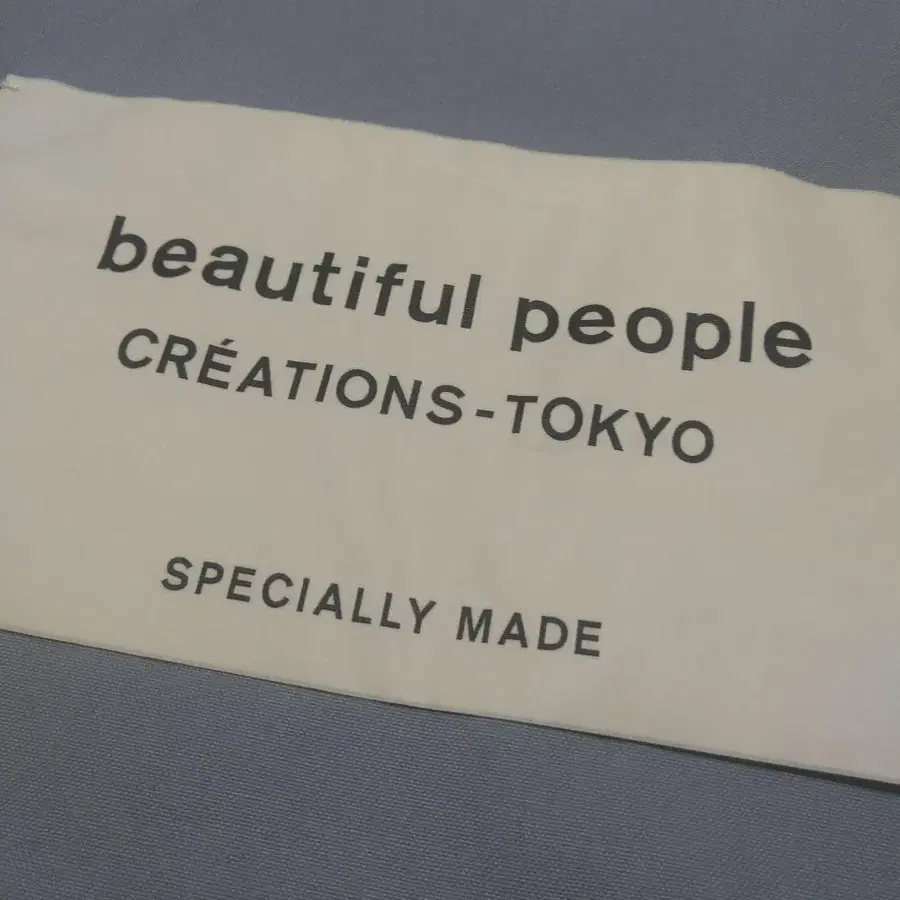 beautiful people
CRÉATIONS-TOKYO
SPECIALLY MADE